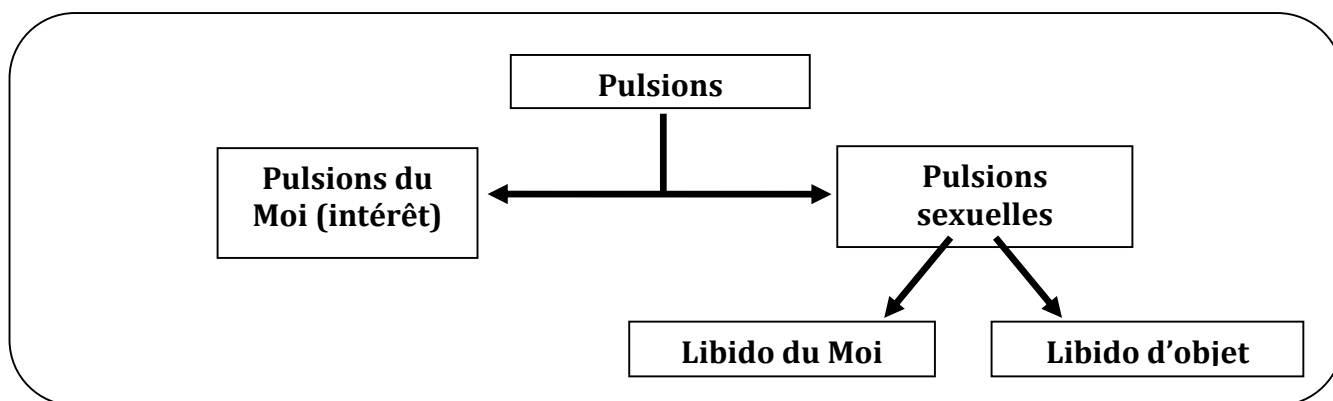 Pulsions
Pulsions du
Moi (intérêt)
Pulsions
sexuelles
Libido du Moi
Libido d’objet